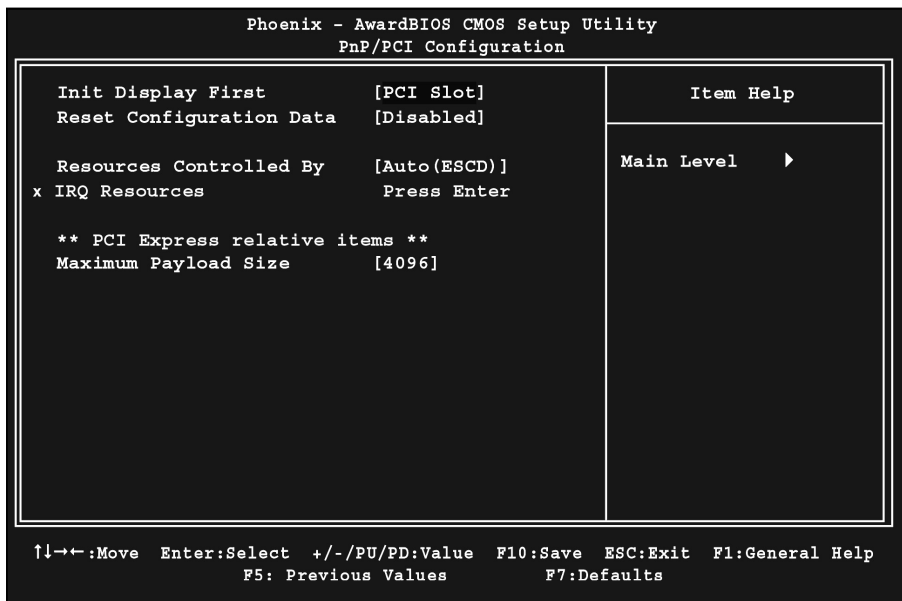 Phoenix - AwardBIOS CMOS Setup Utility
PnP/PCI Configuration
Init Display First [PCI Slot]
Reset Configuration Data [Disabled]
Resources Controlled By [Auto(ESCD)]
x IRQ Resources Press Enter
** PCI Express relative items **
Maximum Payload Size [4096]
Item Help
Main Level ▶
↑↓→←:Move Enter:Select +/-/PU/PD:Value F10:Save ESC:Exit F1:General Help
F5: Previous Values F7:Defaults